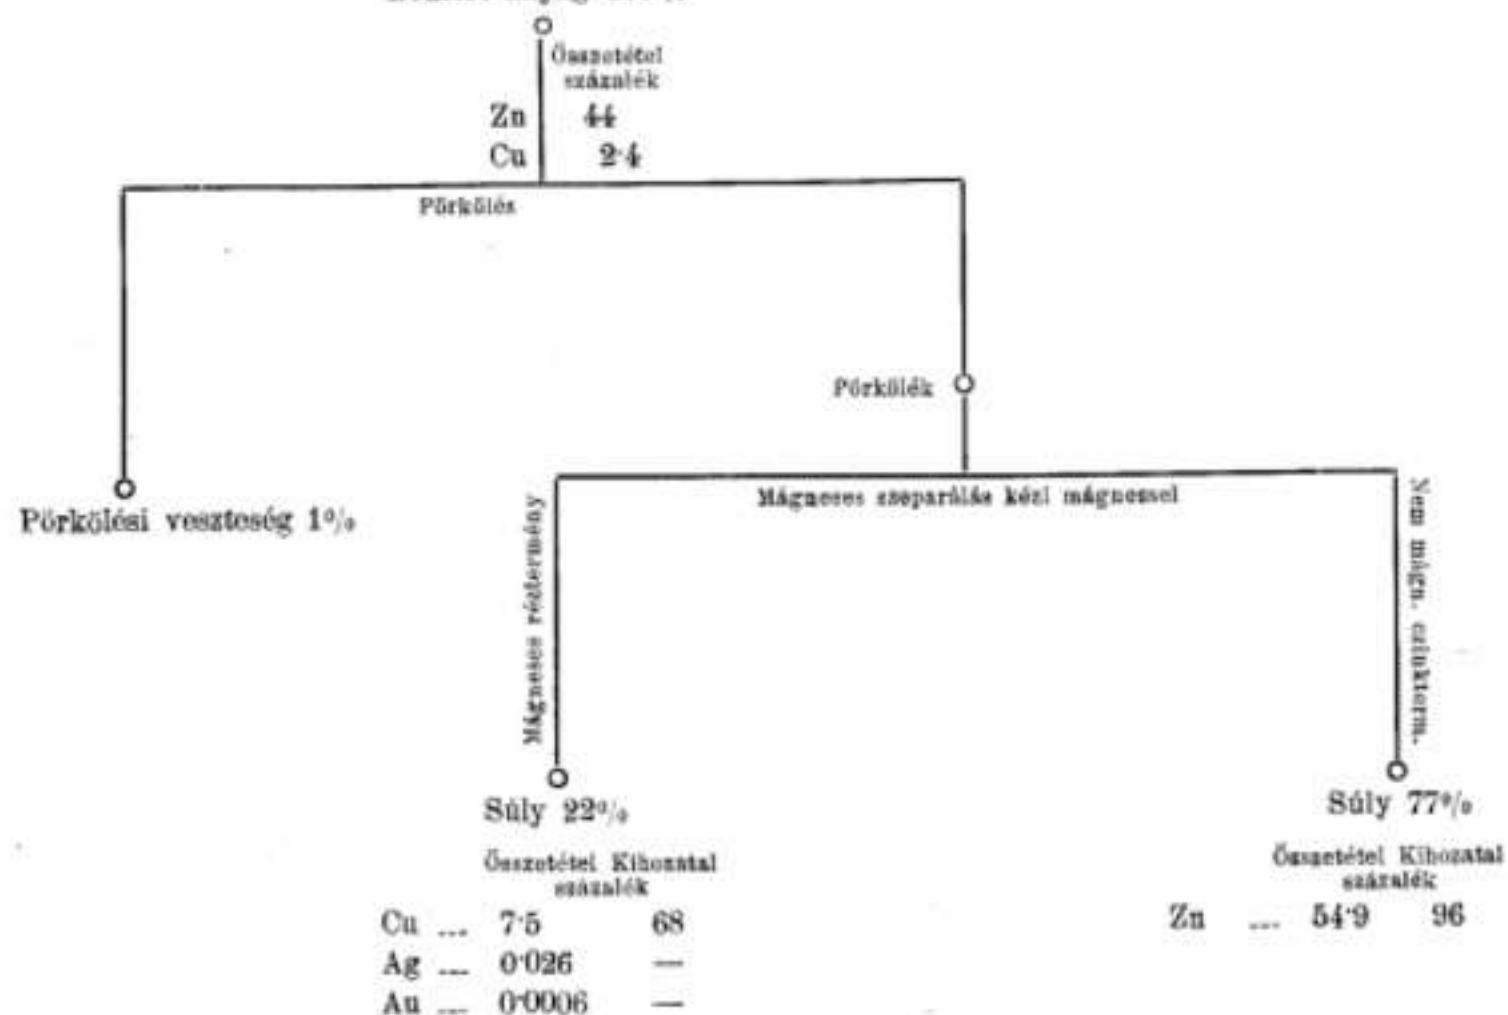 Összetétel
százalék
Zn 44
Cu 2·4
Pörkölés
Pörkölék
Pörkölési veszteség 1%
Mágneses szeparálás kézi mágnessel
Mágneses réztermény
Nem mágn. czinkterm.
Súly 22%
Összetétel Kihozatal
százalék
Cu ... 7·5 68
Ag ... 0·026 —
Au ... 0·0006 —
Súly 77%
Összetétel Kihozatal
százalék
Zn ... 54·9 96